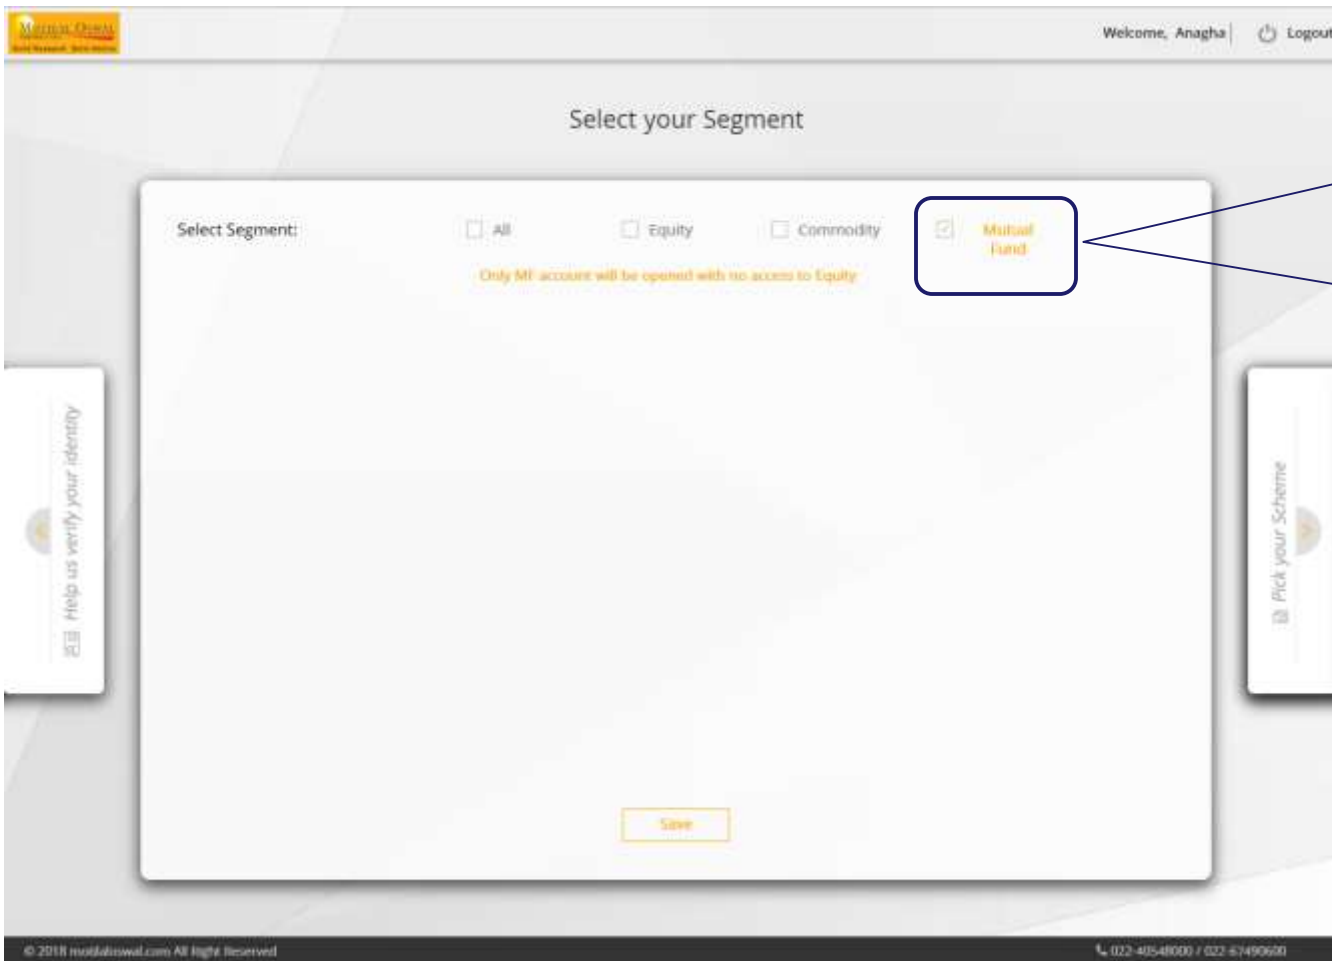 MOTILAL OSWAL
Welcome, Anagha
Logout
Select your Segment
Select Segment:
All
Equity
Commodity
Mutual
Fund
Only MF account will be opened with no access to Equity
Help us verify your identity
Pick your Scheme
Save
© 2018 motilaloswal.com All Right Reserved
022-40548000 / 022-67490600